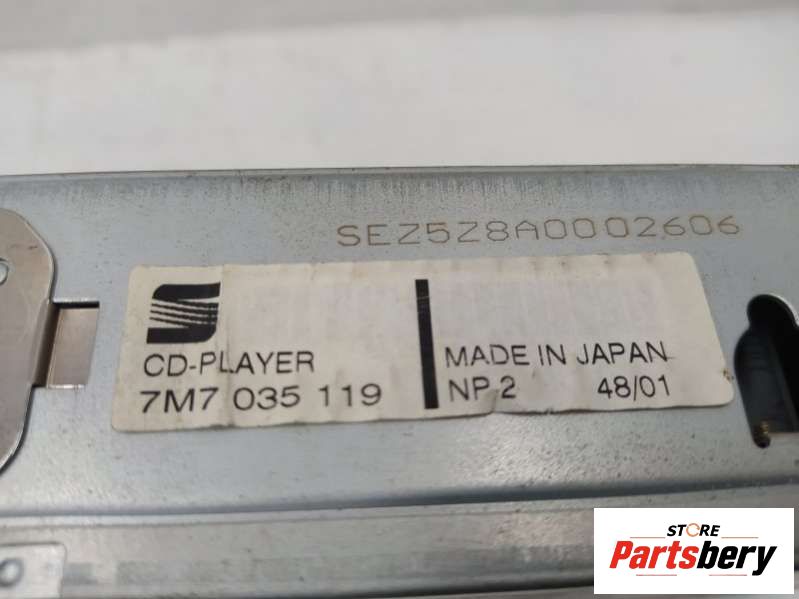 SEZ5Z8A0002606
CD-PLAYER
7M7 035 119
MADE IN JAPAN
NP 2 48/01
STORE
Partsbery